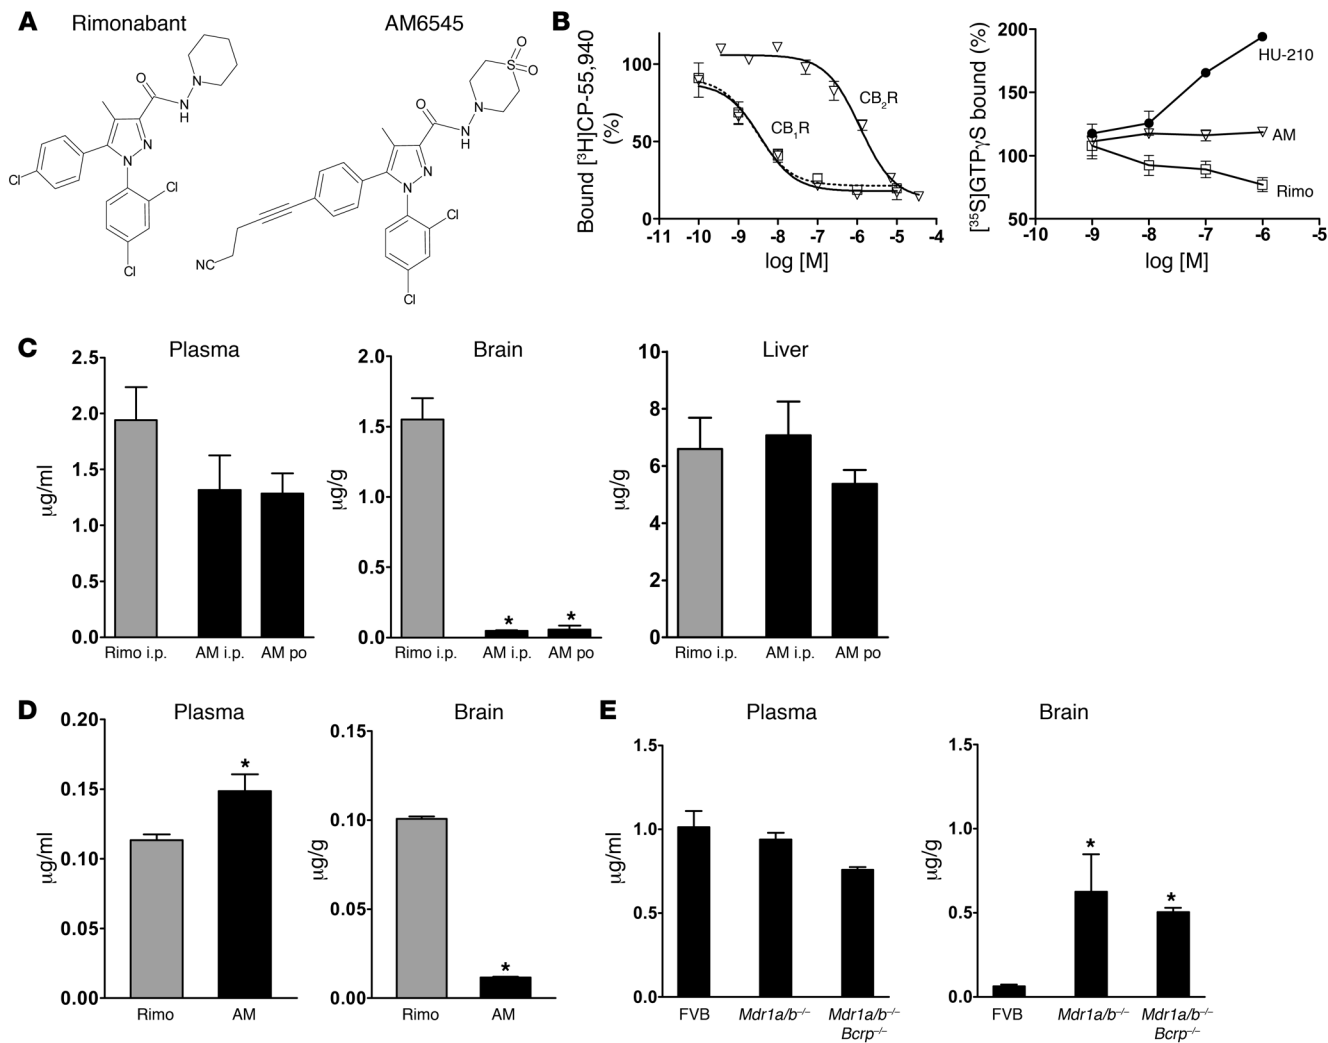 A
Rimonabant
AM6545
O
N
NH
N
N
Cl
Cl
Cl
O
S
O
N
O
NH
N
N
Cl
Cl
NC
B
Bound [³H]CP-55,940
(%)
100
50
0
-11 -10 -9 -8 -7 -6 -5 -4
log [M]
CB₁R
CB₂R
[³⁵S]GTPγS bound (%)
200
150
100
50
-10 -9 -8 -7 -6 -5
log [M]
HU-210
AM
Rimo
C
Plasma
µg/ml
2.5
2.0
1.5
1.0
0.5
0.0
Rimo i.p. AM i.p. AM po
Brain
µg/g
2.0
1.5
1.0
0.5
0.0
* *
Rimo i.p. AM i.p. AM po
Liver
µg/g
10
8
6
4
2
0
Rimo i.p. AM i.p. AM po
D
Plasma
µg/ml
0.20
0.15
0.10
0.05
0.00
*
Rimo AM
Brain
µg/g
0.15
0.10
0.05
0.00
*
Rimo AM
E
Plasma
µg/ml
1.5
1.0
0.5
0.0
FVB Mdr1a/b⁻/⁻ Mdr1a/b⁻/⁻
Bcrp⁻/⁻
Brain
µg/g
1.5
1.0
0.5
0.0
* *
FVB Mdr1a/b⁻/⁻ Mdr1a/b⁻/⁻
Bcrp⁻/⁻